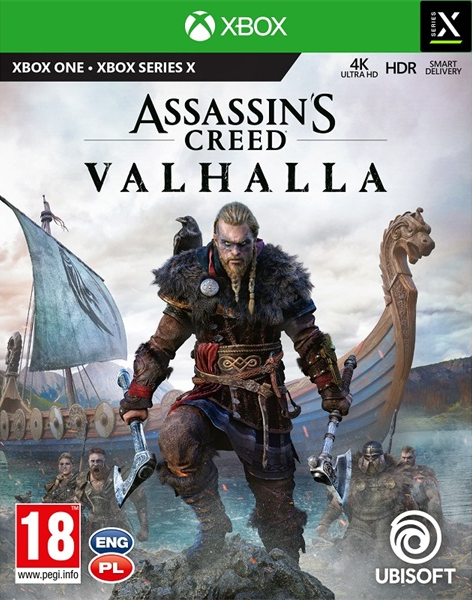 XBOX
SERIES X
XBOX ONE • XBOX SERIES X
4K
ULTRA HD
HDR
SMART
DELIVERY
ASSASSIN'S
CREED
VALHALLA
18
www.pegi.info
ENG
PL
UBISOFT